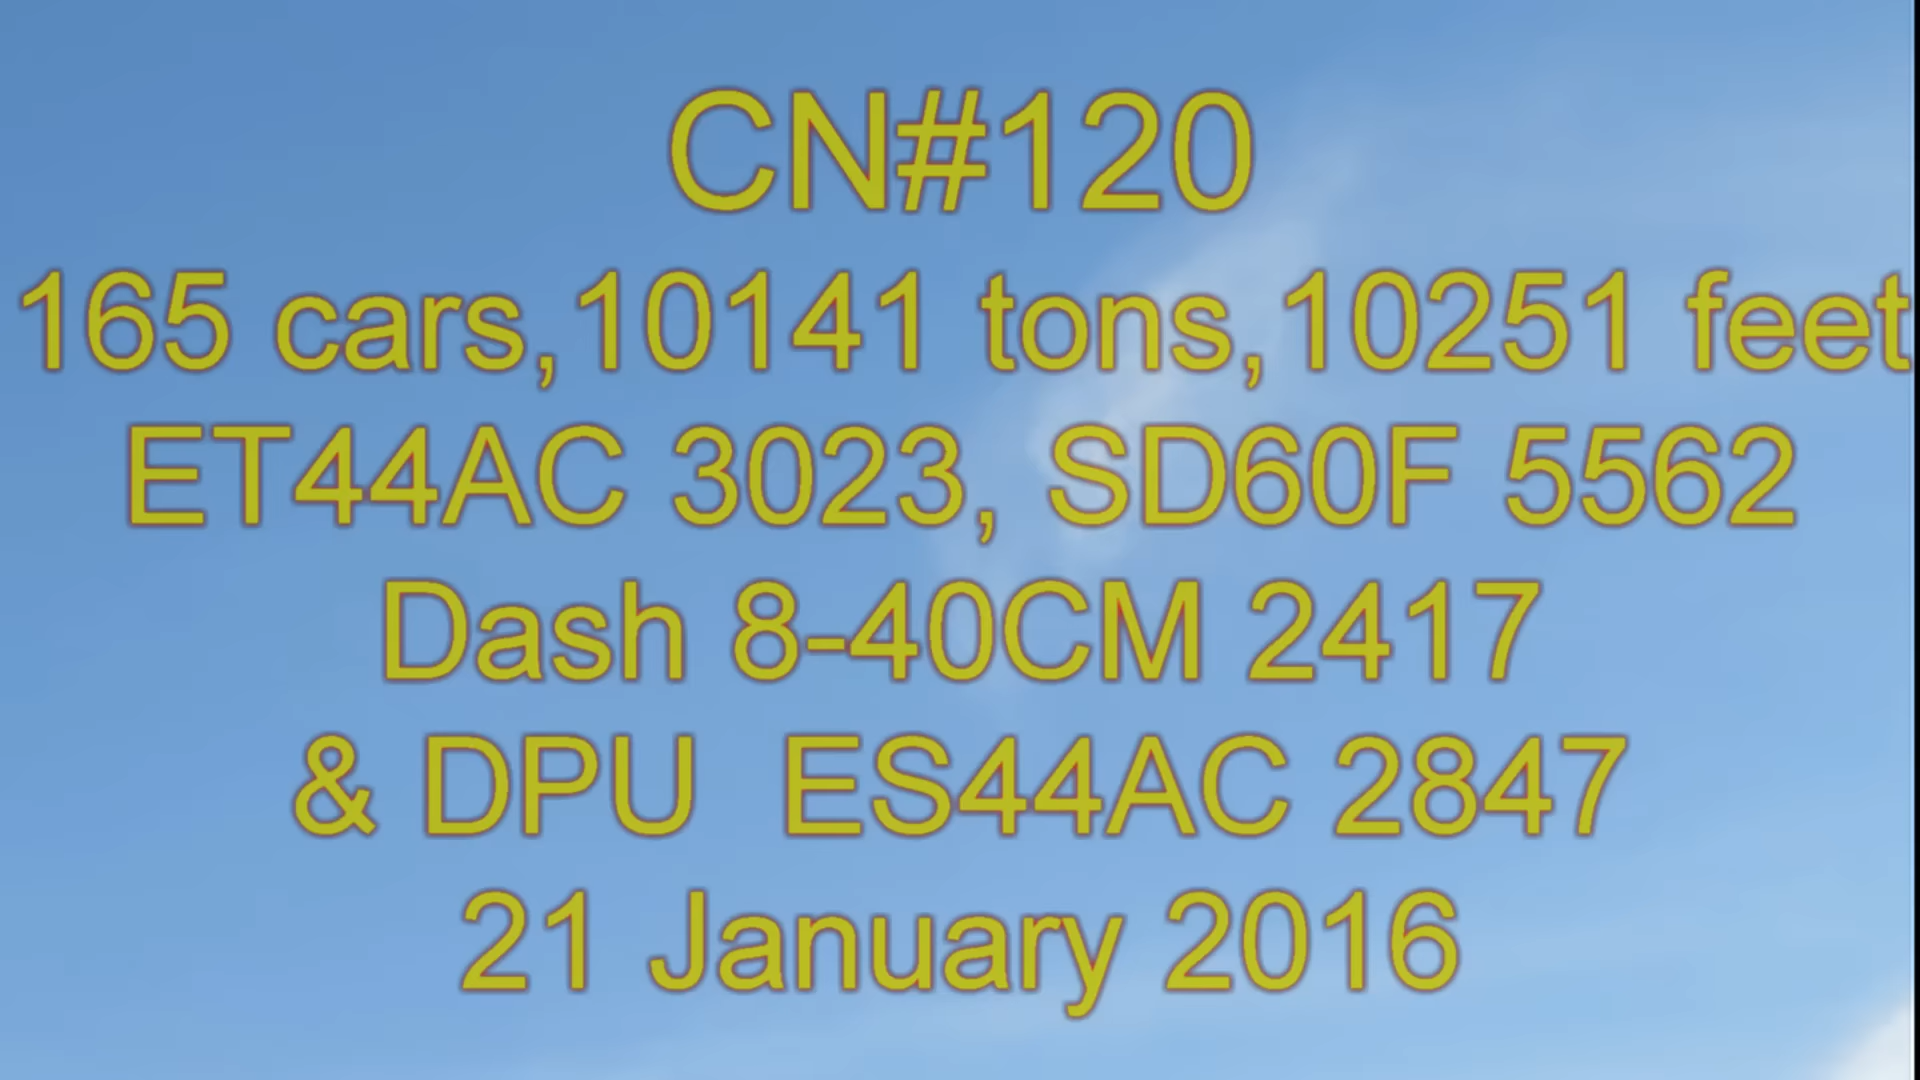 CN#120
165 cars,10141 tons,10251 feet
ET44AC 3023, SD60F 5562
Dash 8-40CM 2417
& DPU  ES44AC 2847
21 January 2016